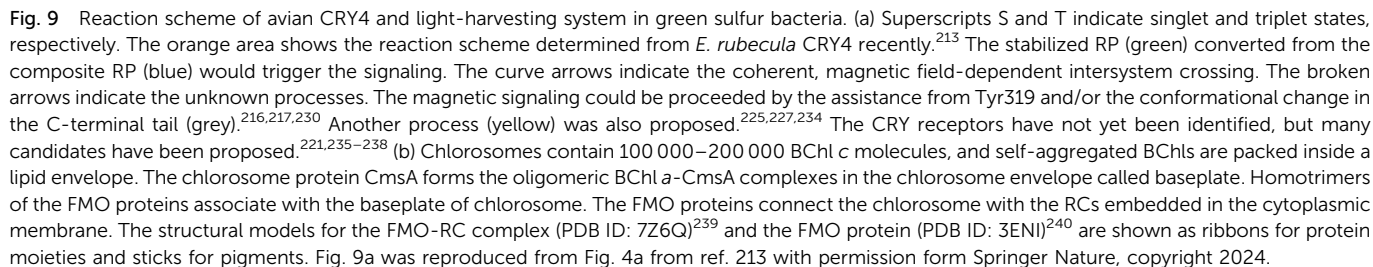 Fig. 9 Reaction scheme of avian CRY4 and light-harvesting system in green sulfur bacteria. (a) Superscripts S and T indicate singlet and triplet states,
respectively. The orange area shows the reaction scheme determined from E. rubecula CRY4 recently.213 The stabilized RP (green) converted from the
composite RP (blue) would trigger the signaling. The curve arrows indicate the coherent, magnetic field-dependent intersystem crossing. The broken
arrows indicate the unknown processes. The magnetic signaling could be proceeded by the assistance from Tyr319 and/or the conformational change in
the C-terminal tail (grey).216,217,230 Another process (yellow) was also proposed.225,227,234 The CRY receptors have not yet been identified, but many
candidates have been proposed.221,235–238 (b) Chlorosomes contain 100 000–200 000 BChl c molecules, and self-aggregated BChls are packed inside a
lipid envelope. The chlorosome protein CmsA forms the oligomeric BChl a-CmsA complexes in the chlorosome envelope called baseplate. Homotrimers
of the FMO proteins associate with the baseplate of chlorosome. The FMO proteins connect the chlorosome with the RCs embedded in the cytoplasmic
membrane. The structural models for the FMO-RC complex (PDB ID: 7Z6Q)239 and the FMO protein (PDB ID: 3ENI)240 are shown as ribbons for protein
moieties and sticks for pigments. Fig. 9a was reproduced from Fig. 4a from ref. 213 with permission form Springer Nature, copyright 2024.